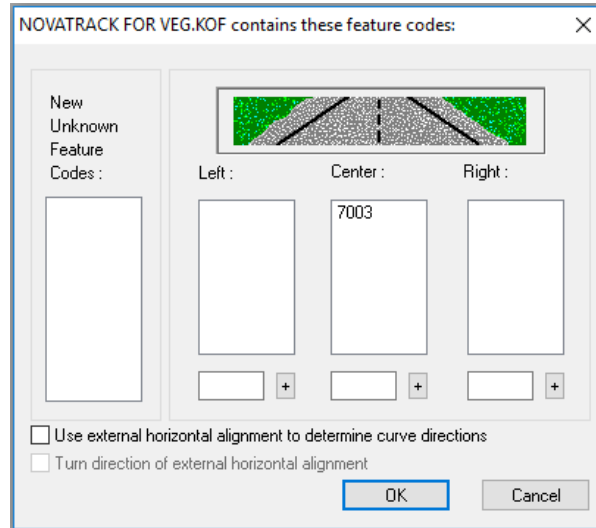 NOVATRACK FOR VEG.KOF contains these feature codes:
New
Unknown
Feature
Codes :
Left :
Center :
Right :
7003
+
+
+
Use external horizontal alignment to determine curve directions
Turn direction of external horizontal alignment
OK
Cancel